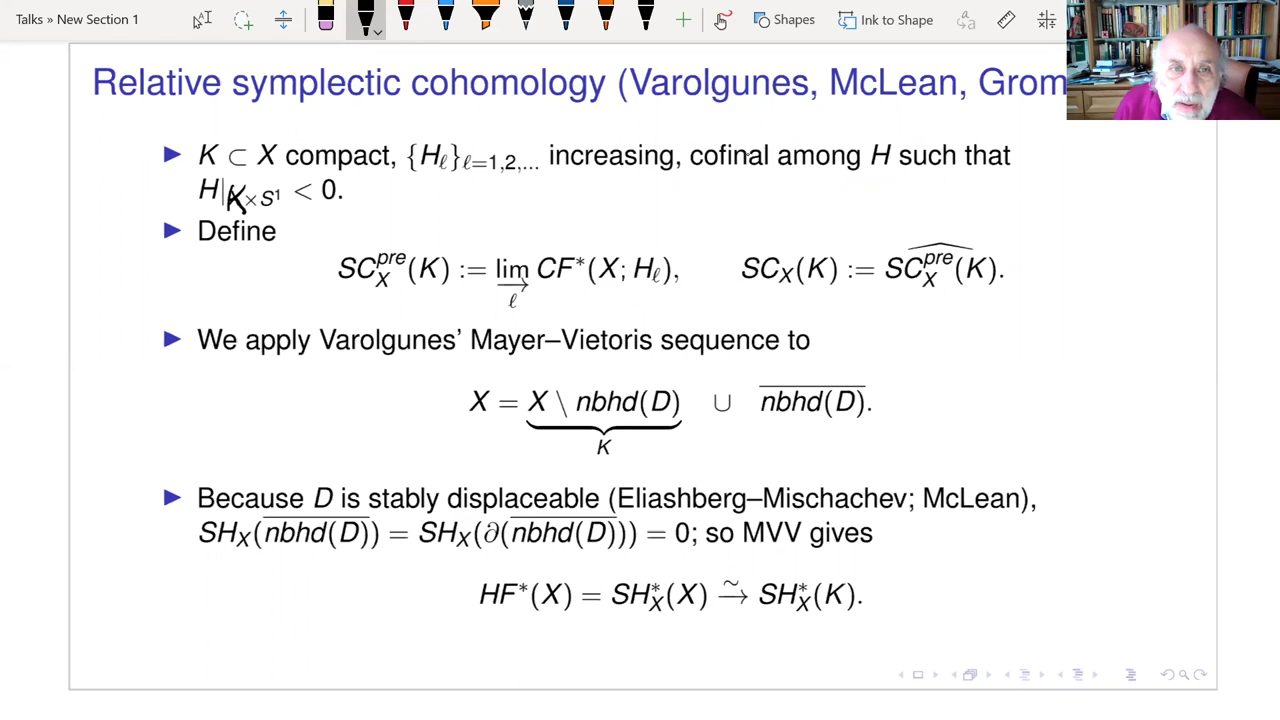 Talks » New Section 1
Shapes
Ink to Shape
Relative symplectic cohomology (Varolgunes, McLean, Grom
▶ K ⊂ X compact, {H_ℓ}_{ℓ=1,2,...} increasing, cofinal among H such that
H|_{K×S¹} < 0.
▶ Define
SC_X^{pre}(K) := lim_{→ℓ} CF*(X; H_ℓ), SC_X(K) := \widehat{SC_X^{pre}(K)}.
▶ We apply Varolgunes' Mayer–Vietoris sequence to
X = X \ nbhd(D) ∪ \overline{nbhd(D)}.
K
▶ Because D is stably displaceable (Eliashberg–Mischachev; McLean),
SH_X(\overline{nbhd(D)}) = SH_X(∂(\overline{nbhd(D)})) = 0; so MVV gives
HF*(X) = SH*_X(X) →^∼ SH*_X(K).